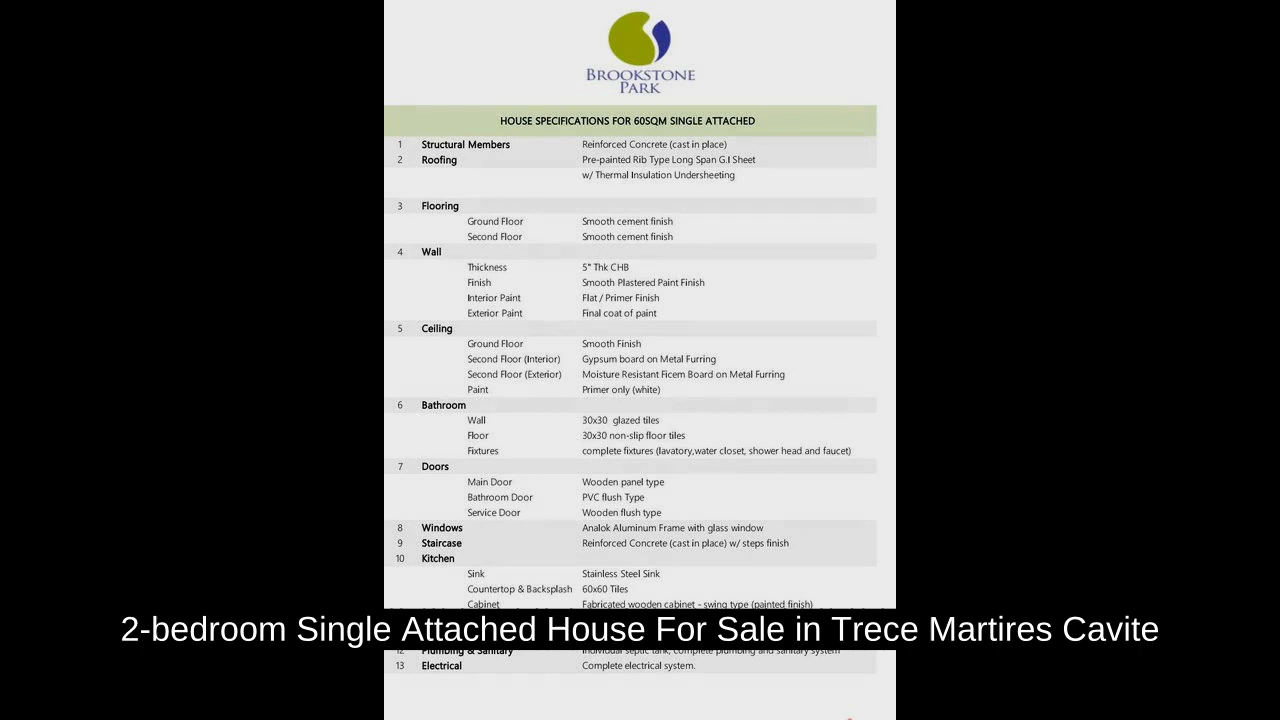 BROOKSTONE
PARK
HOUSE SPECIFICATIONS FOR 60SQM SINGLE ATTACHED
1 Structural Members Reinforced Concrete (cast in place)
2 Roofing Pre-painted Rib Type Long Span G.I Sheet
w/ Thermal Insulation Undersheeting
3 Flooring
Ground Floor Smooth cement finish
Second Floor Smooth cement finish
4 Wall
Thickness 5" Thk CHB
Finish Smooth Plastered Paint Finish
Interior Paint Flat / Primer Finish
Exterior Paint Final coat of paint
5 Ceiling
Ground Floor Smooth Finish
Second Floor (Interior) Gypsum board on Metal Furring
Second Floor (Exterior) Moisture Resistant Ficem Board on Metal Furring
Paint Primer only (white)
6 Bathroom
Wall 30x30 glazed tiles
Floor 30x30 non-slip floor tiles
Fixtures complete fixtures (lavatory,water closet, shower head and faucet)
7 Doors
Main Door Wooden panel type
Bathroom Door PVC flush Type
Service Door Wooden flush type
8 Windows Analok Aluminum Frame with glass window
9 Staircase Reinforced Concrete (cast in place) w/ steps finish
10 Kitchen
Sink Stainless Steel Sink
Countertop & Backsplash 60x60 Tiles
Cabinet Fabricated wooden cabinet - swing type (painted finish)
2-bedroom Single Attached House For Sale in Trece Martires Cavite
12 Plumbing & Sanitary Individual septic tank, complete plumbing and sanitary system
13 Electrical Complete electrical system.